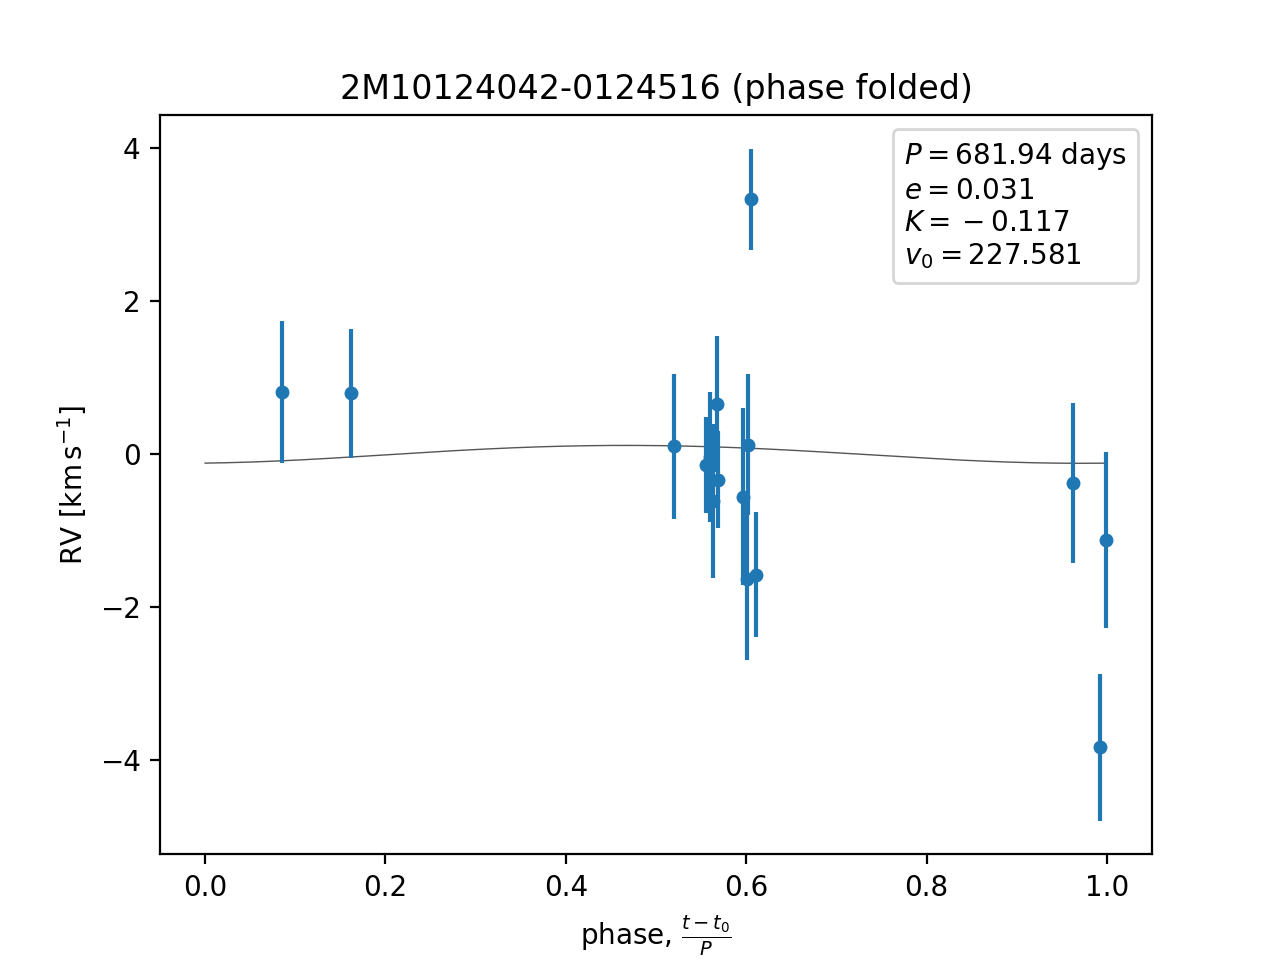 2M10124042-0124516 (phase folded)
P = 681.94 days
e = 0.031
K = −0.117
v₀ = 227.581
4
2
0
−2
−4
RV [km s⁻¹]
0.0 0.2 0.4 0.6 0.8 1.0
phase, (t − t₀)/P